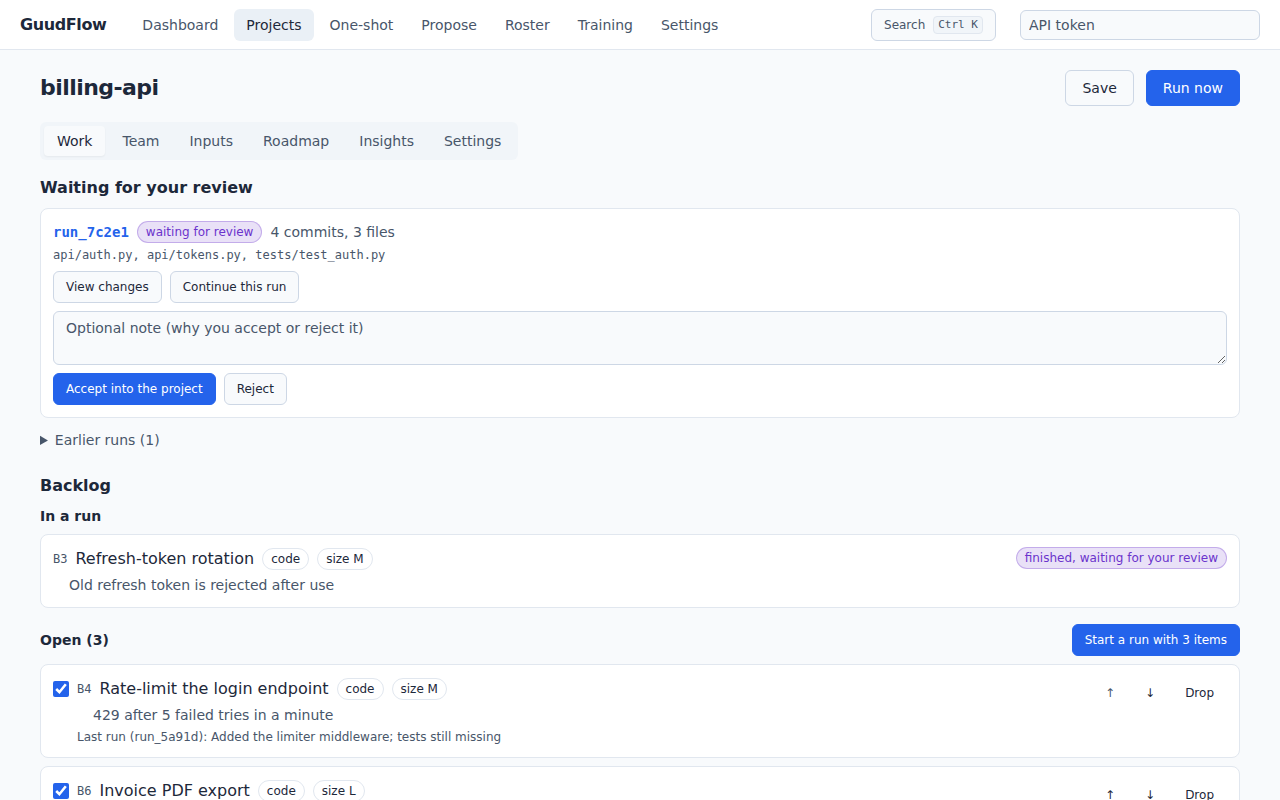 GuudFlow Dashboard Projects One-shot Propose Roster Training Settings Search Ctrl K API token
billing-api Save Run now
Work Team Inputs Roadmap Insights Settings
Waiting for your review
run_7c2e1 waiting for review 4 commits, 3 files
api/auth.py, api/tokens.py, tests/test_auth.py
View changes Continue this run
Optional note (why you accept or reject it)
Accept into the project Reject
▶ Earlier runs (1)
Backlog
In a run
B3 Refresh-token rotation code size M finished, waiting for your review
Old refresh token is rejected after use
Open (3) Start a run with 3 items
B4 Rate-limit the login endpoint code size M ↑ ↓ Drop
429 after 5 failed tries in a minute
Last run (run_5a91d): Added the limiter middleware; tests still missing
B6 Invoice PDF export code size L ↑ ↓ Drop